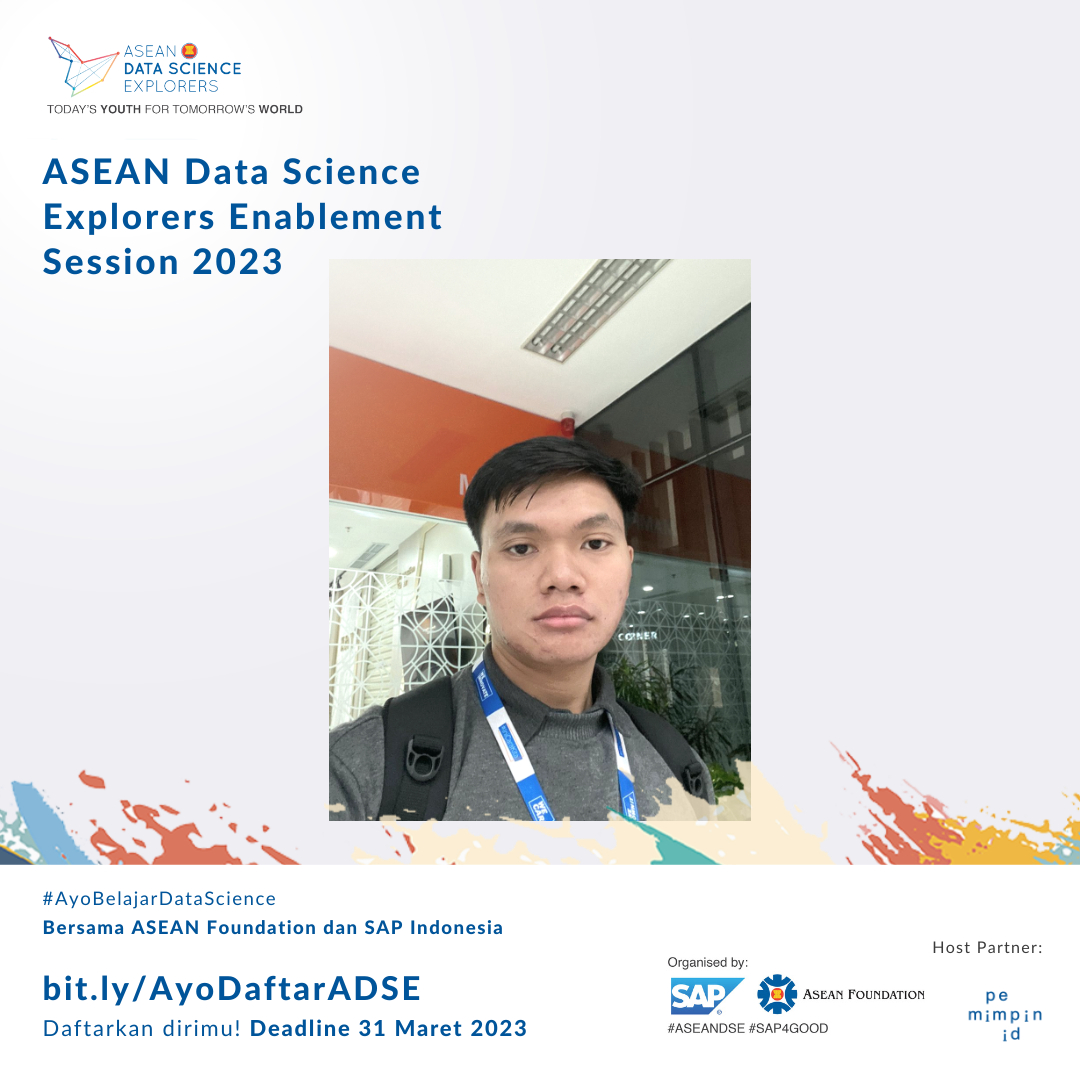 ASEAN
DATA SCIENCE
EXPLORERS
TODAY'S YOUTH FOR TOMORROW'S WORLD
ASEAN Data Science
Explorers Enablement
Session 2023
M
CORNER
#AyoBelajarDataScience
Bersama ASEAN Foundation dan SAP Indonesia
bit.ly/AyoDaftarADSE
Daftarkan dirimu! Deadline 31 Maret 2023
Organised by:
SAP
ASEAN FOUNDATION
#ASEANDSE #SAP4GOOD
Host Partner:
pe
mimpin
id